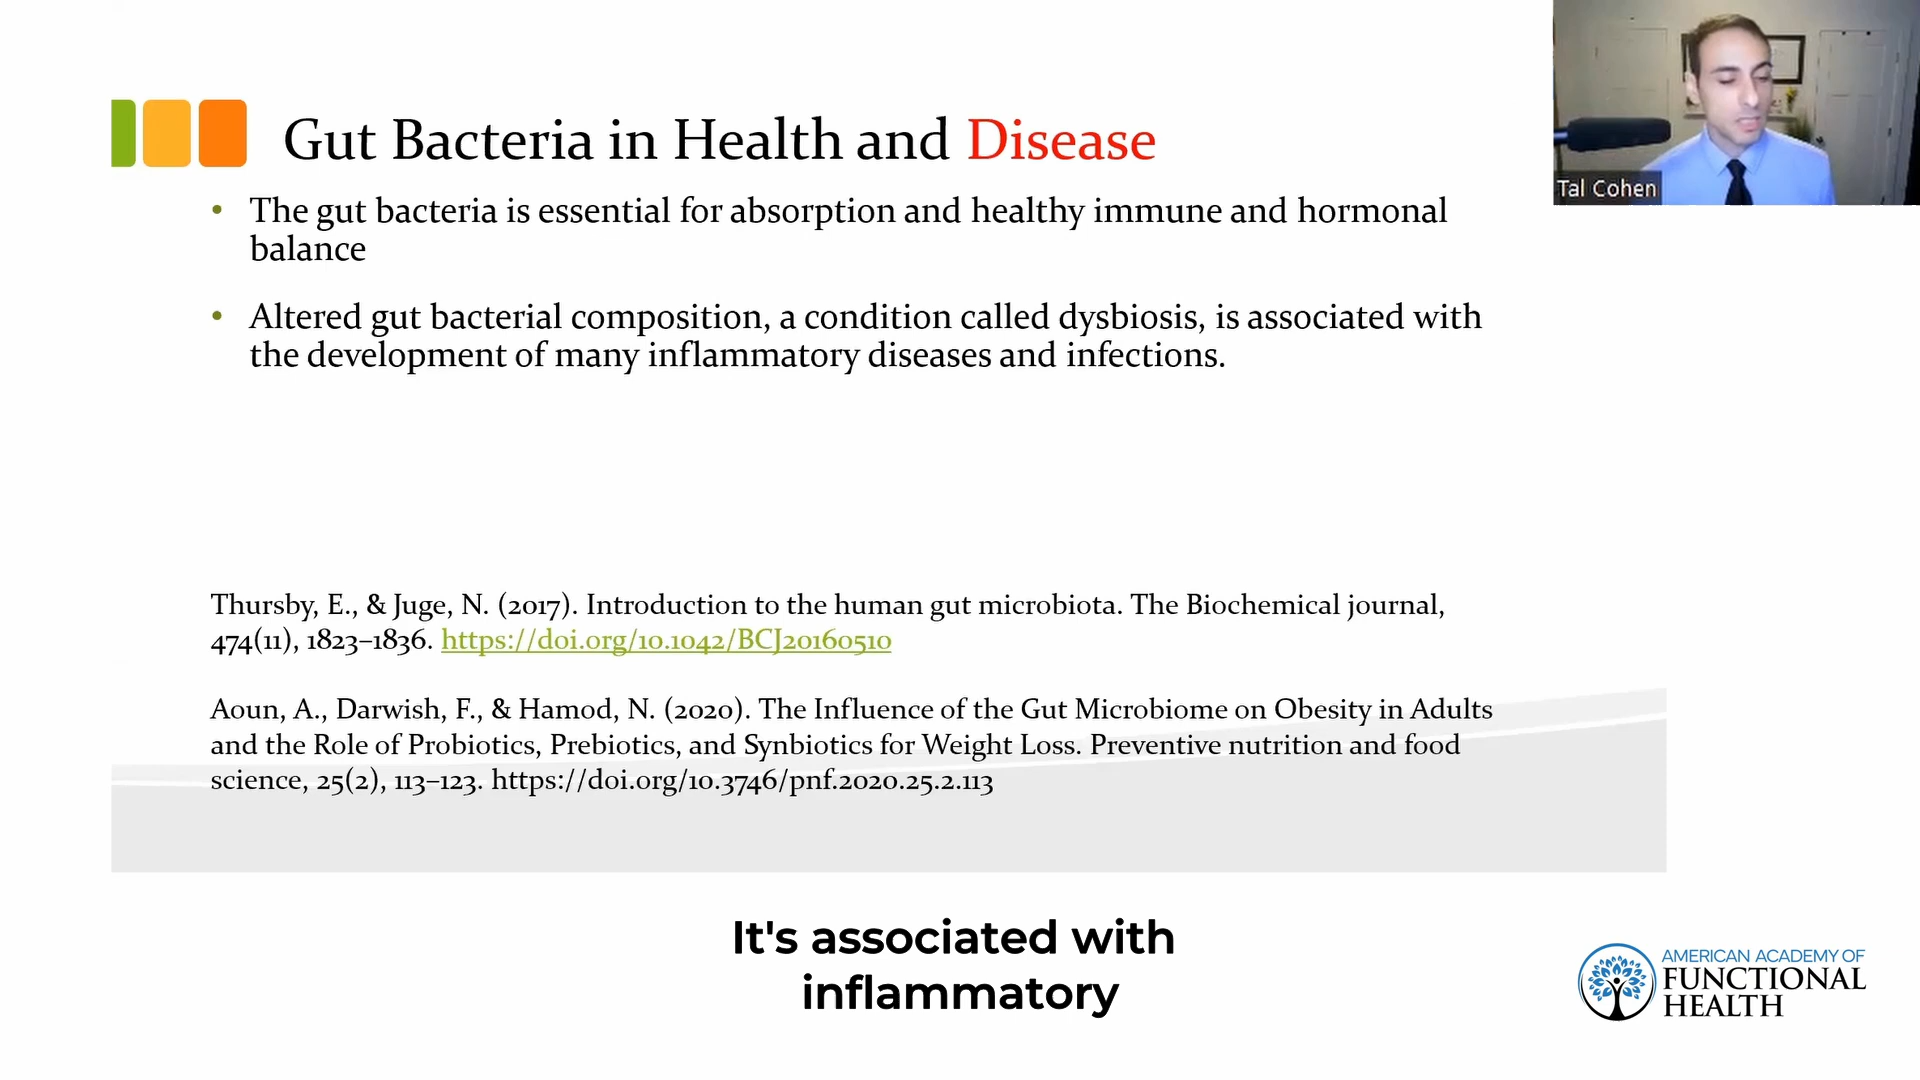 Gut Bacteria in Health and Disease
• The gut bacteria is essential for absorption and healthy immune and hormonal
balance
• Altered gut bacterial composition, a condition called dysbiosis, is associated with
the development of many inflammatory diseases and infections.
Thursby, E., & Juge, N. (2017). Introduction to the human gut microbiota. The Biochemical journal,
474(11), 1823–1836. https://doi.org/10.1042/BCJ20160510
Aoun, A., Darwish, F., & Hamod, N. (2020). The Influence of the Gut Microbiome on Obesity in Adults
and the Role of Probiotics, Prebiotics, and Synbiotics for Weight Loss. Preventive nutrition and food
science, 25(2), 113–123. https://doi.org/10.3746/pnf.2020.25.2.113
Tal Cohen
It's associated with
inflammatory
AMERICAN ACADEMY OF
FUNCTIONAL
HEALTH